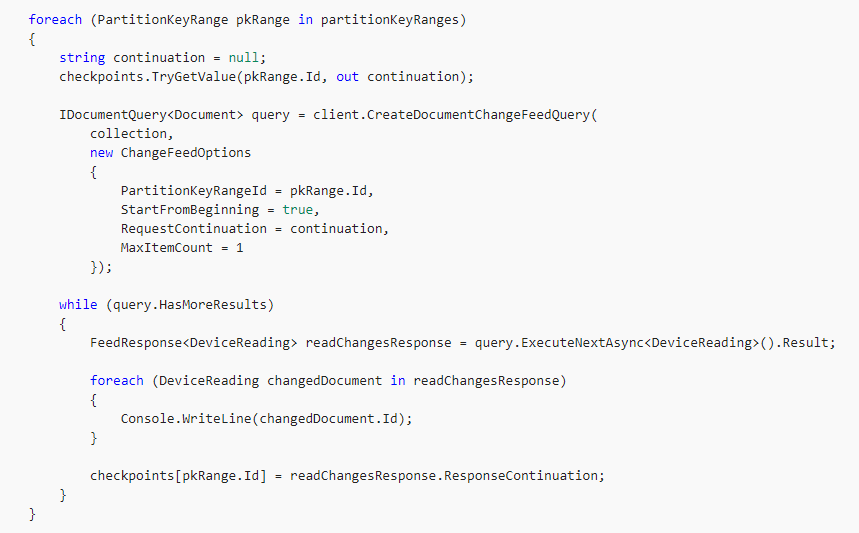 foreach (PartitionKeyRange pkRange in partitionKeyRanges)
{
    string continuation = null;
    checkpoints.TryGetValue(pkRange.Id, out continuation);

    IDocumentQuery<Document> query = client.CreateDocumentChangeFeedQuery(
        collection,
        new ChangeFeedOptions
        {
            PartitionKeyRangeId = pkRange.Id,
            StartFromBeginning = true,
            RequestContinuation = continuation,
            MaxItemCount = 1
        });

    while (query.HasMoreResults)
    {
        FeedResponse<DeviceReading> readChangesResponse = query.ExecuteNextAsync<DeviceReading>().Result;

        foreach (DeviceReading changedDocument in readChangesResponse)
        {
            Console.WriteLine(changedDocument.Id);
        }

        checkpoints[pkRange.Id] = readChangesResponse.ResponseContinuation;
    }
}